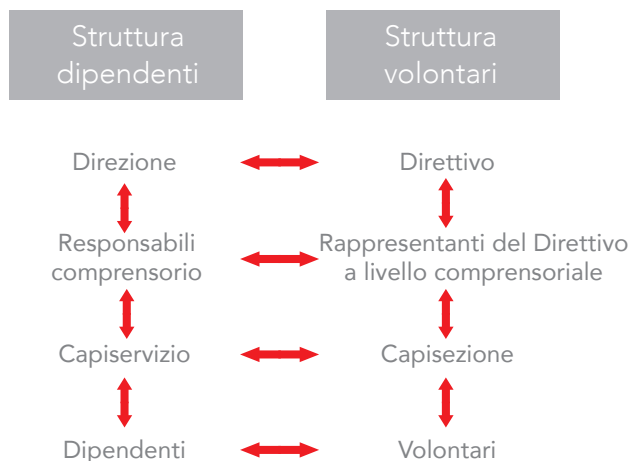 Struttura
dipendenti
Struttura
volontari
Direzione
Direttivo
Responsabili
comprensorio
Rappresentanti del Direttivo
a livello comprensoriale
Capiservizio
Capisezione
Dipendenti
Volontari